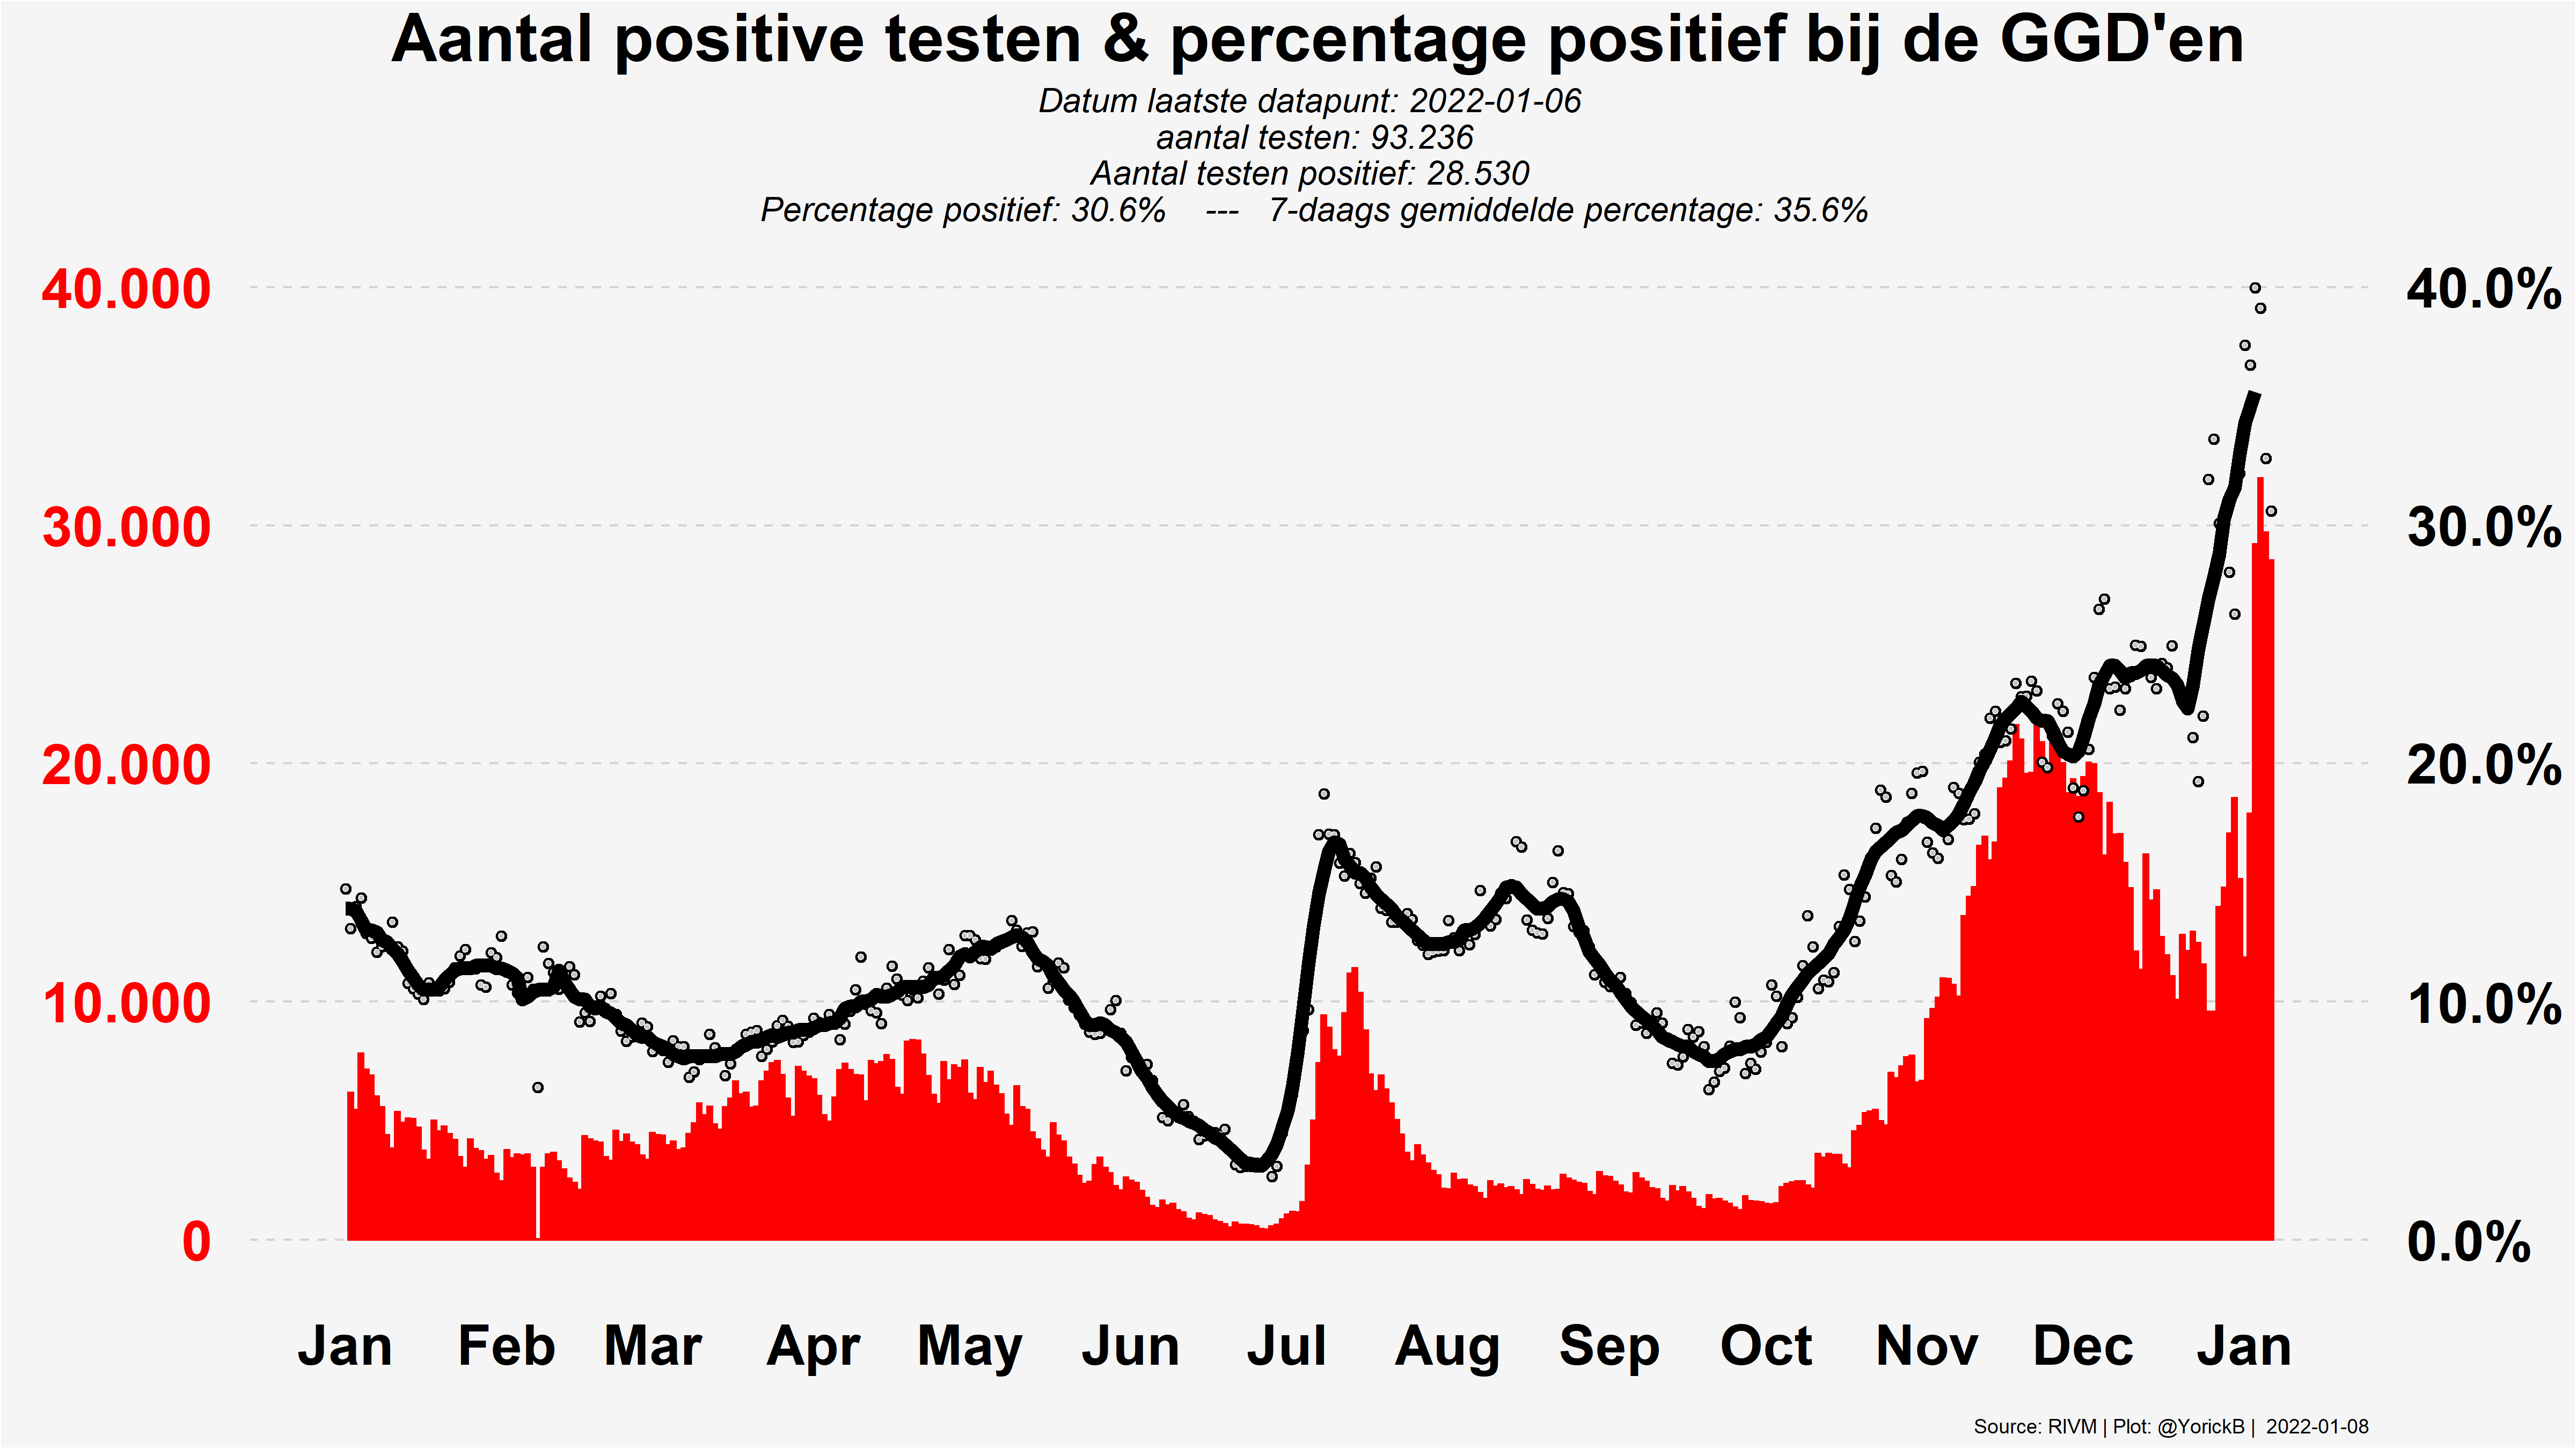 Aantal positive testen & percentage positief bij de GGD'en
Datum laatste datapunt: 2022-01-06
aantal testen: 93.236
Aantal testen positief: 28.530
Percentage positief: 30.6% --- 7-daags gemiddelde percentage: 35.6%
40.000 40.0%
30.000 30.0%
20.000 20.0%
10.000 10.0%
0 0.0%
Jan Feb Mar Apr May Jun Jul Aug Sep Oct Nov Dec Jan
Source: RIVM | Plot: @YorickB | 2022-01-08